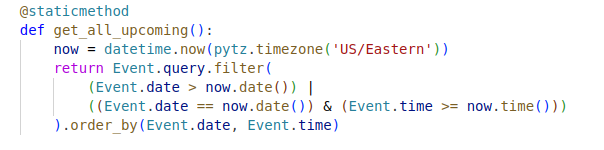 @staticmethod
def get_all_upcoming():
    now = datetime.now(pytz.timezone('US/Eastern'))
    return Event.query.filter(
        (Event.date > now.date()) |
        ((Event.date == now.date()) & (Event.time >= now.time()))
    ).order_by(Event.date, Event.time)